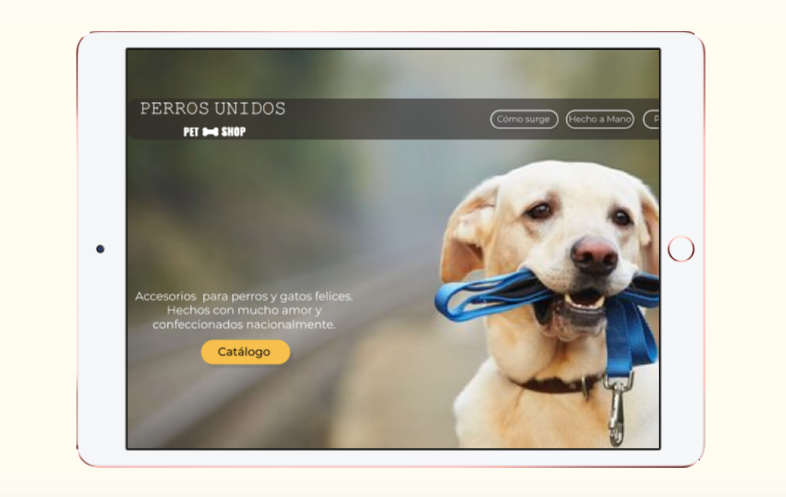 PERROS UNIDOS
PET SHOP
Cómo surge
Hecho a Mano
P
Accesorios para perros y gatos felices.
Hechos con mucho amor y
confeccionados nacionalmente.
Catálogo